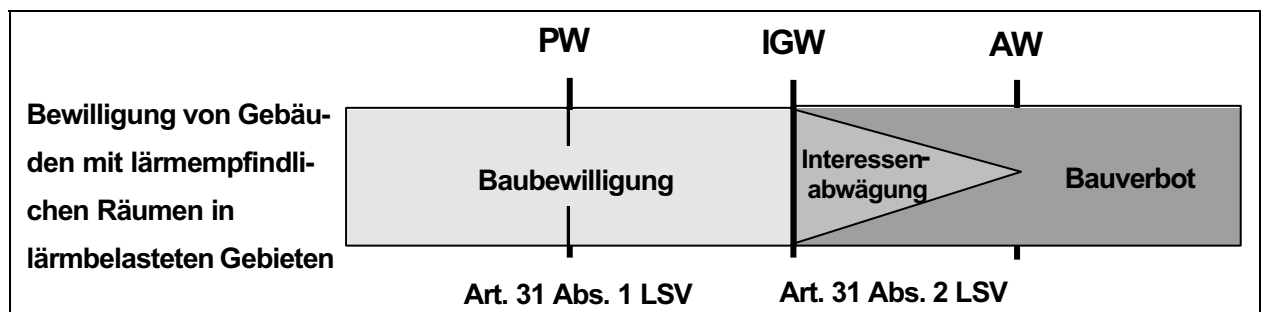 PW IGW AW
Bewilligung von Gebäu-
den mit lärmempfindli-
chen Räumen in
lärmbelasteten Gebieten
Baubewilligung
Interessen-
abwägung
Bauverbot
Art. 31 Abs. 1 LSV Art. 31 Abs. 2 LSV